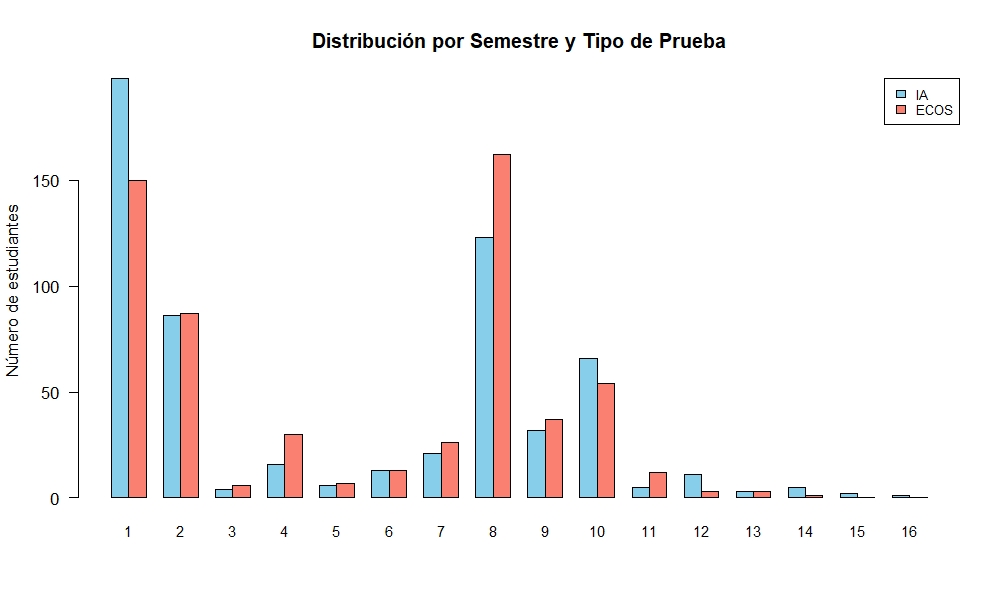 Distribución por Semestre y Tipo de Prueba
IA
ECOS
Número de estudiantes
150
100
50
0
1 2 3 4 5 6 7 8 9 10 11 12 13 14 15 16